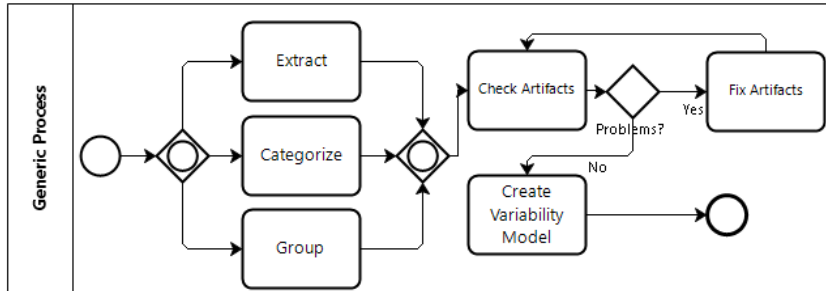 Generic Process
Extract
Categorize
Group
Check Artifacts
Problems?
Yes
Fix Artifacts
No
Create
Variability
Model